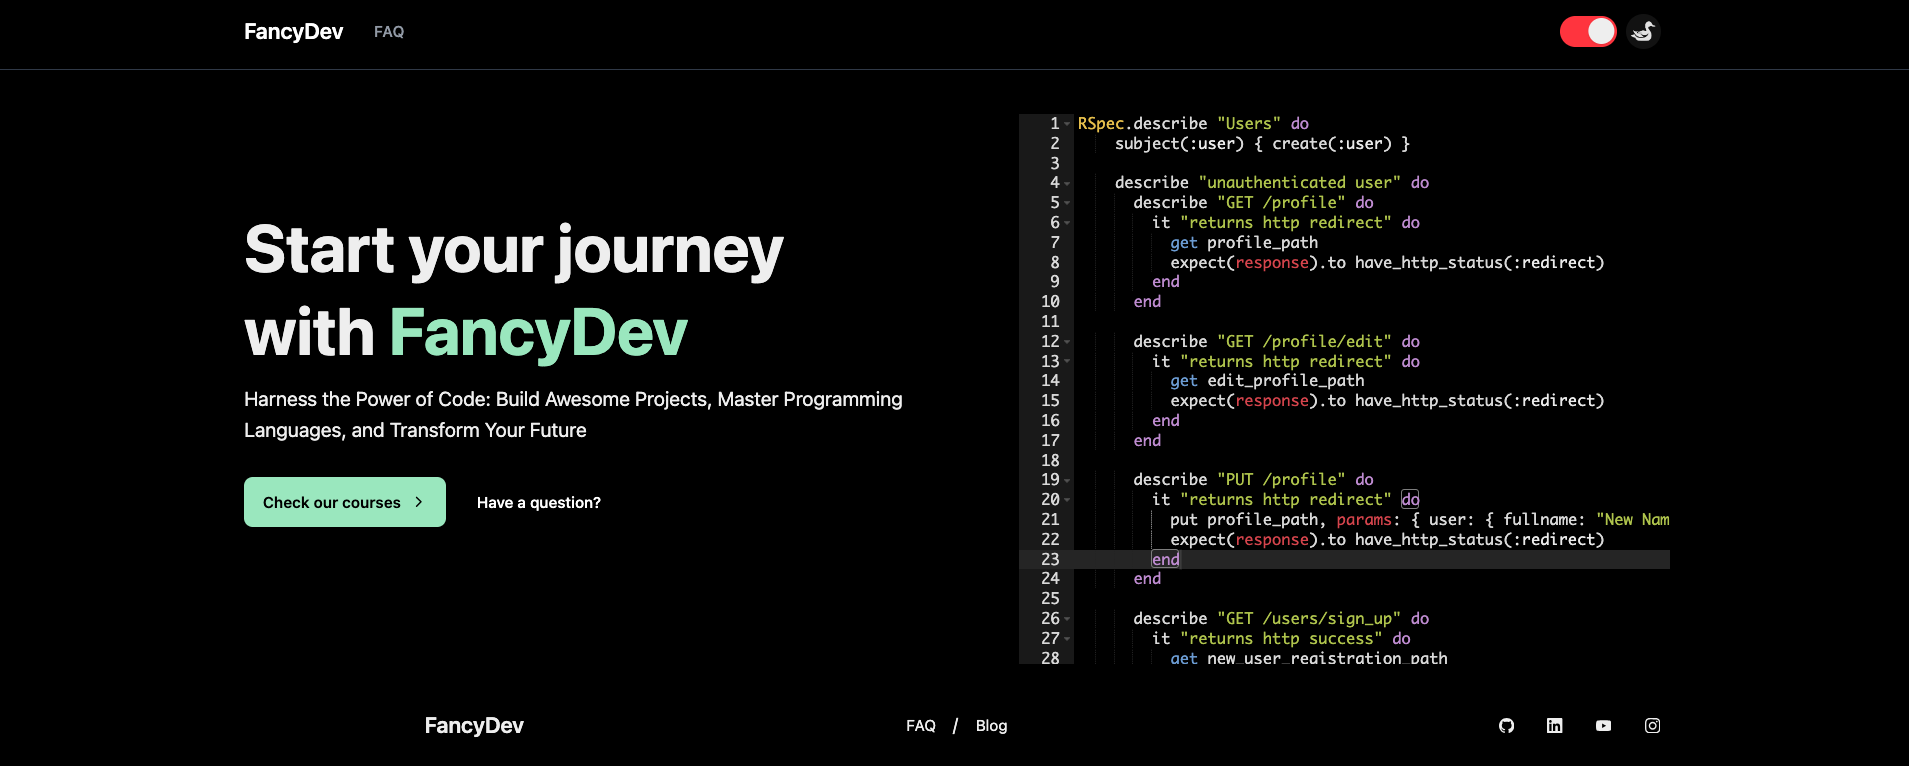 FancyDev FAQ
Start your journey
with FancyDev
Harness the Power of Code: Build Awesome Projects, Master Programming
Languages, and Transform Your Future
Check our courses
Have a question?
1 RSpec.describe "Users" do
2     subject(:user) { create(:user) }
3
4     describe "unauthenticated user" do
5       describe "GET /profile" do
6         it "returns http redirect" do
7           get profile_path
8           expect(response).to have_http_status(:redirect)
9         end
10       end
11
12       describe "GET /profile/edit" do
13         it "returns http redirect" do
14           get edit_profile_path
15           expect(response).to have_http_status(:redirect)
16         end
17       end
18
19       describe "PUT /profile" do
20         it "returns http redirect" do
21           put profile_path, params: { user: { fullname: "New Nam
22           expect(response).to have_http_status(:redirect)
23         end
24       end
25
26       describe "GET /users/sign_up" do
27         it "returns http success" do
28           get new_user_registration_path
FancyDev
FAQ / Blog